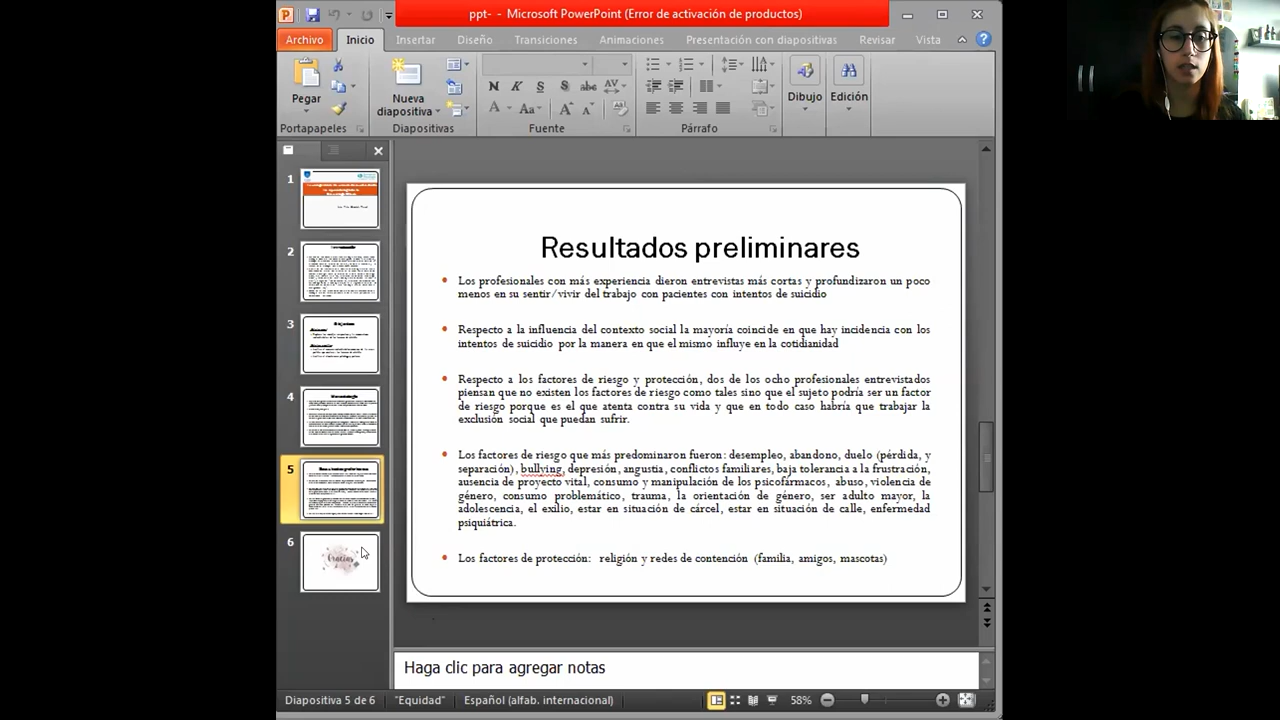 ppt- - Microsoft PowerPoint (Error de activación de productos)
Archivo Inicio Insertar Diseño Transiciones Animaciones Presentación con diapositivas Revisar Vista
Pegar
Nueva
diapositiva
Dibujo
Edición
Portapapeles Diapositivas Fuente Párrafo
1
2
3
4
5
6
Gracias
Resultados preliminares
• Los profesionales con más experiencia dieron entrevistas más cortas y profundizaron un poco
menos en su sentir/vivir del trabajo con pacientes con intentos de suicidio
• Respecto a la influencia del contexto social la mayoría coincide en que hay incidencia con los
intentos de suicidio por la manera en que el mismo influye en la cotidianidad
• Respecto a los factores de riesgo y protección, dos de los ocho profesionales entrevistados
piensan que no existen los factores de riesgo como tales sino que el sujeto podría ser un factor
de riesgo porque es el que atenta contra su vida y que en todo caso habría que trabajar la
exclusión social que puedan sufrir.
• Los factores de riesgo que más predominaron fueron: desempleo, abandono, duelo (pérdida, y
separación), bullying, depresión, angustia, conflictos familiares, baja tolerancia a la frustración,
ausencia de proyecto vital, consumo y manipulación de los psicofármacos, abuso, violencia de
género, consumo problemático, trauma, la orientación de género, ser adulto mayor, la
adolescencia, el exilio, estar en situación de cárcel, estar en situación de calle, enfermedad
psiquiátrica.
• Los factores de protección: religión y redes de contención (familia, amigos, mascotas)
Haga clic para agregar notas
Diapositiva 5 de 6 "Equidad" Español (alfab. internacional) 58%